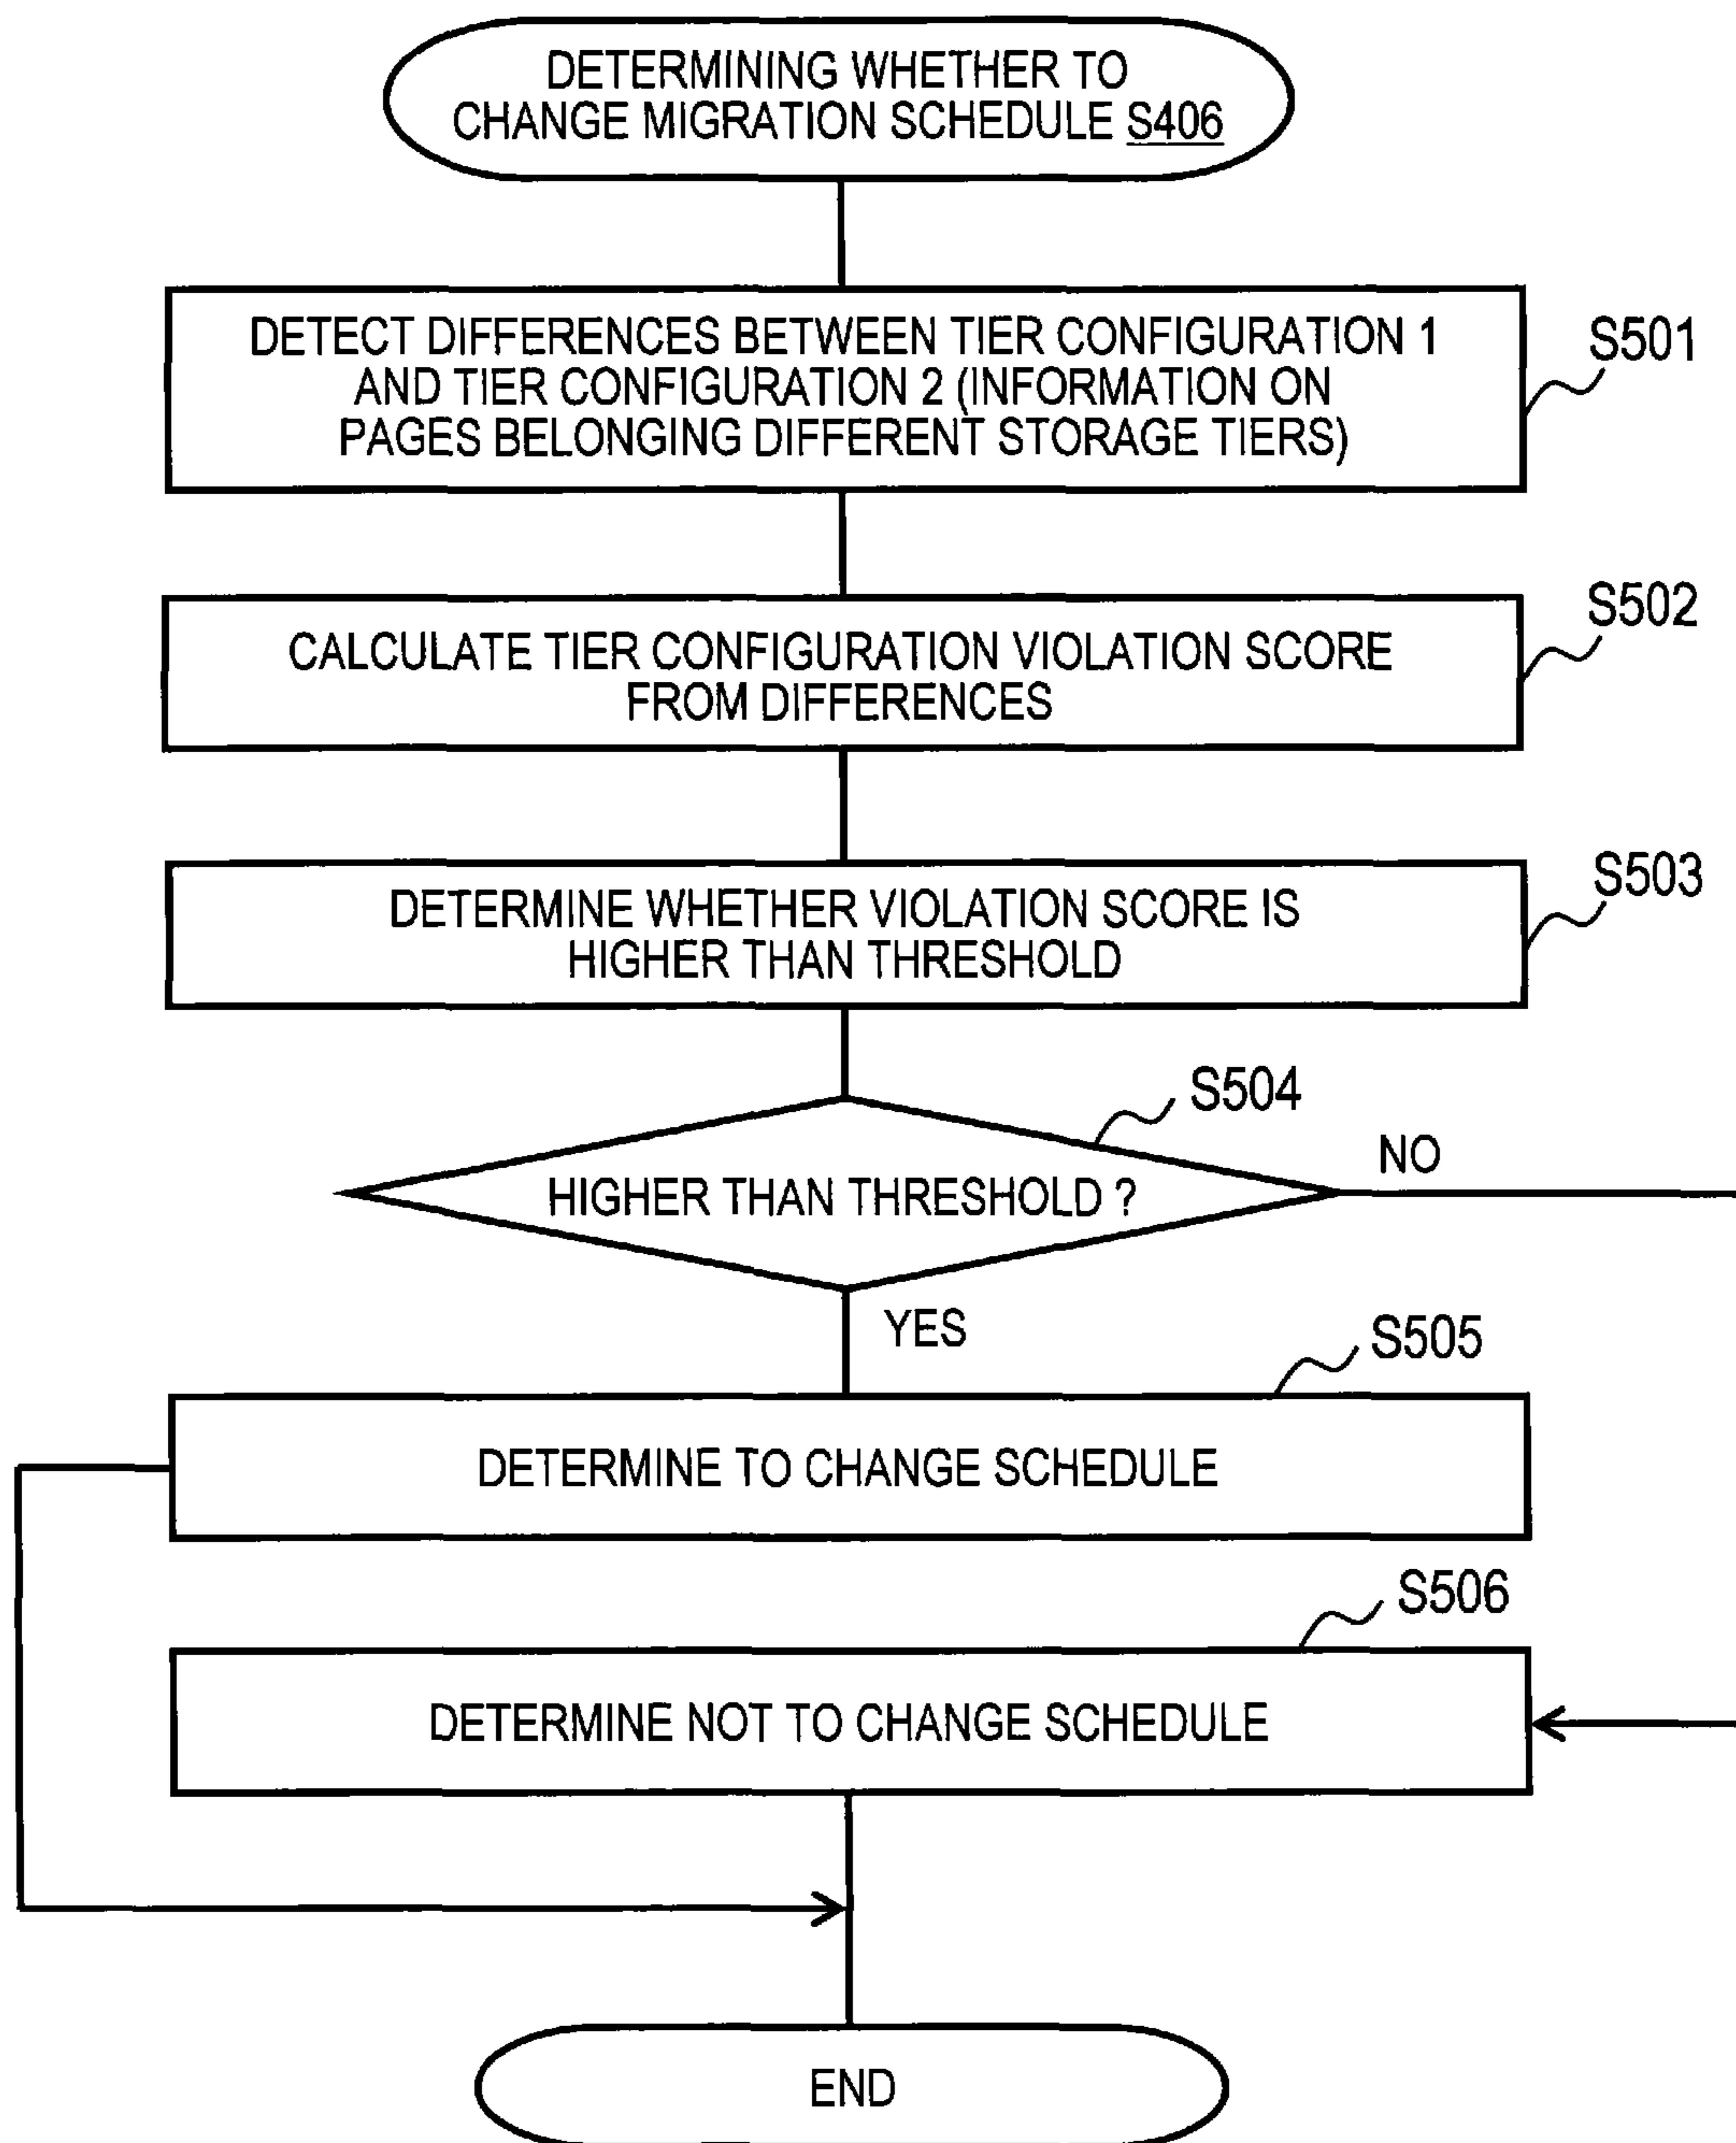 DETERMINING WHETHER TO
CHANGE MIGRATION SCHEDULE S406
DETECT DIFFERENCES BETWEEN TIER CONFIGURATION 1
AND TIER CONFIGURATION 2 (INFORMATION ON
PAGES BELONGING DIFFERENT STORAGE TIERS)
S501
CALCULATE TIER CONFIGURATION VIOLATION SCORE
FROM DIFFERENCES
S502
DETERMINE WHETHER VIOLATION SCORE IS
HIGHER THAN THRESHOLD
S503
S504
HIGHER THAN THRESHOLD ?
NO
YES
S505
DETERMINE TO CHANGE SCHEDULE
S506
DETERMINE NOT TO CHANGE SCHEDULE
END